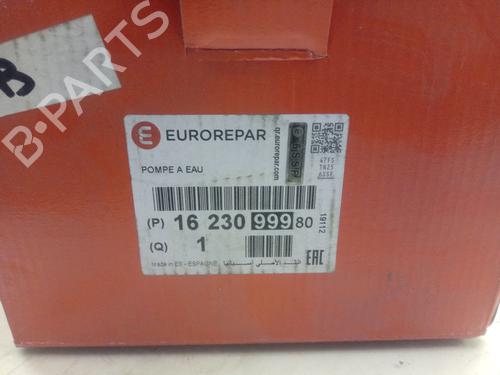 B
B-PARTS
EUROREPAR
qr.eurorepar.com
POMPE A EAU
(P) 16 230 999 80
19112
(Q) 1
Made in ES - ESPAGNE
EAC